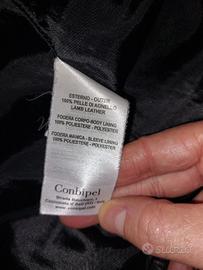 ESTERNO - OUTER
100% PELLE DI AGNELLO
LAMB LEATHER
FODERA CORPO-BODY LINING
100% POLIESTERE - POLYESTER
FODERA MANICA - SLEEVE LINING
100% POLIESTERE - POLYESTER
Conbipel
Strada
www.conbipel.com
SUBITO